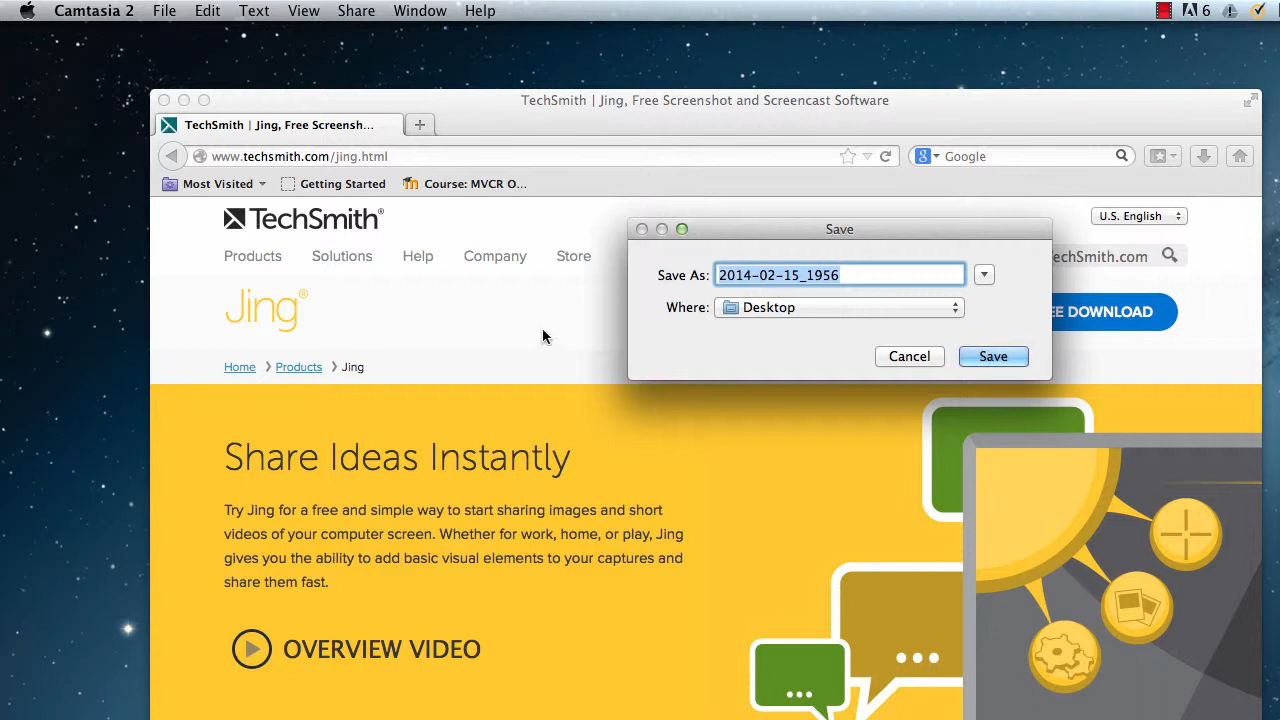 Camtasia 2 File Edit Text View Share Window Help 6
TechSmith | Jing, Free Screenshot and Screencast Software
TechSmith | Jing, Free Screensh...
www.techsmith.com/jing.html
Google
Most Visited Getting Started Course: MVCR O...
TechSmith®
U.S. English
Products Solutions Help Company Store
echSmith.com
Save
Save As: 2014-02-15_1956
Where: Desktop
Cancel Save
Jing®
EE DOWNLOAD
Home Products Jing
Share Ideas Instantly
Try Jing for a free and simple way to start sharing images and short
videos of your computer screen. Whether for work, home, or play, Jing
gives you the ability to add basic visual elements to your captures and
share them fast.
OVERVIEW VIDEO